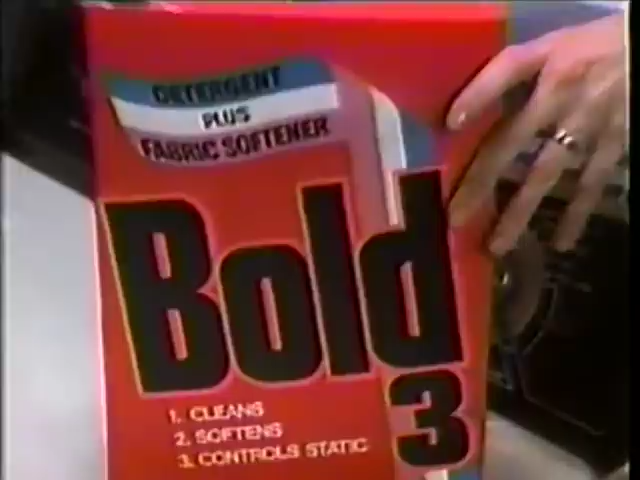 DETERGENT
PLUS
FABRIC SOFTENER
Bold
3
1. CLEANS
2. SOFTENS
3. CONTROLS STATIC